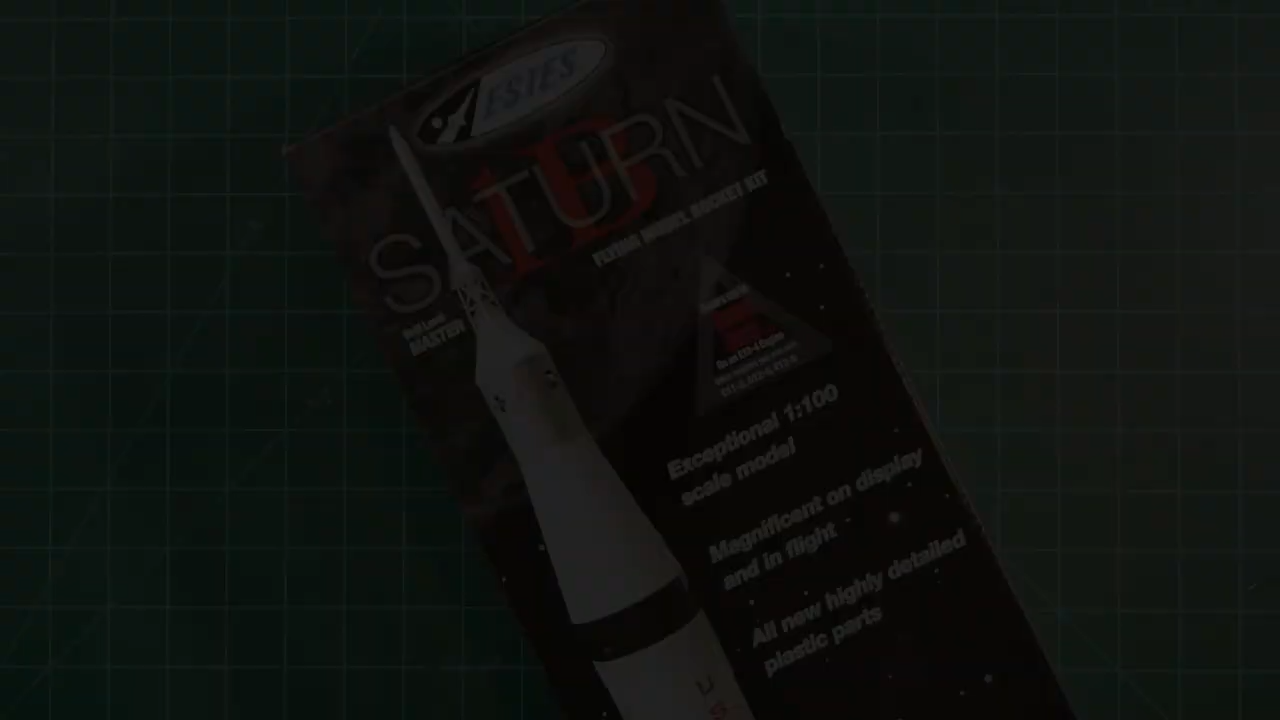 ESTES
SATURN
1B
FLYING MODEL ROCKET KIT
Skill Level
MASTER
Exceptional 1:100
scale model
Magnificent on display
and in flight
All new highly detailed
plastic parts
U
S